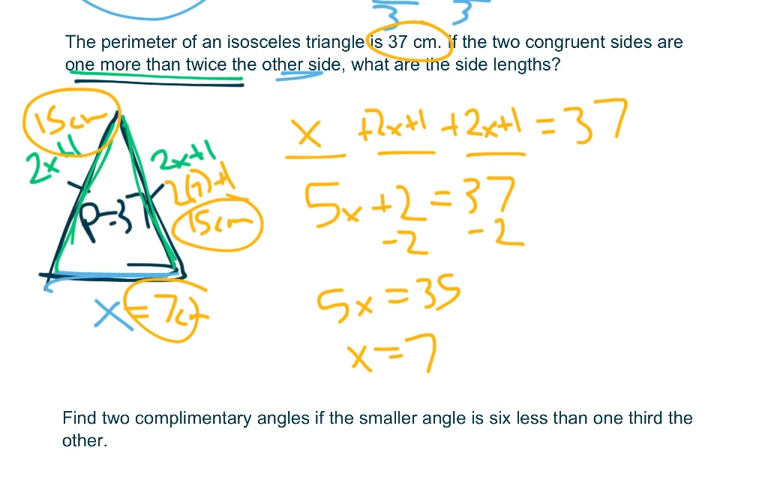 3 3
The perimeter of an isosceles triangle is 37 cm. If the two congruent sides are
one more than twice the other side, what are the side lengths?
15cm
x +2x+1 +2x+1 = 37
2x+1 2x+1
2(7)+1
5x+2=37
P=37 15cm
-2 -2
5x=35
x=7
x=7
Find two complimentary angles if the smaller angle is six less than one third the
other.